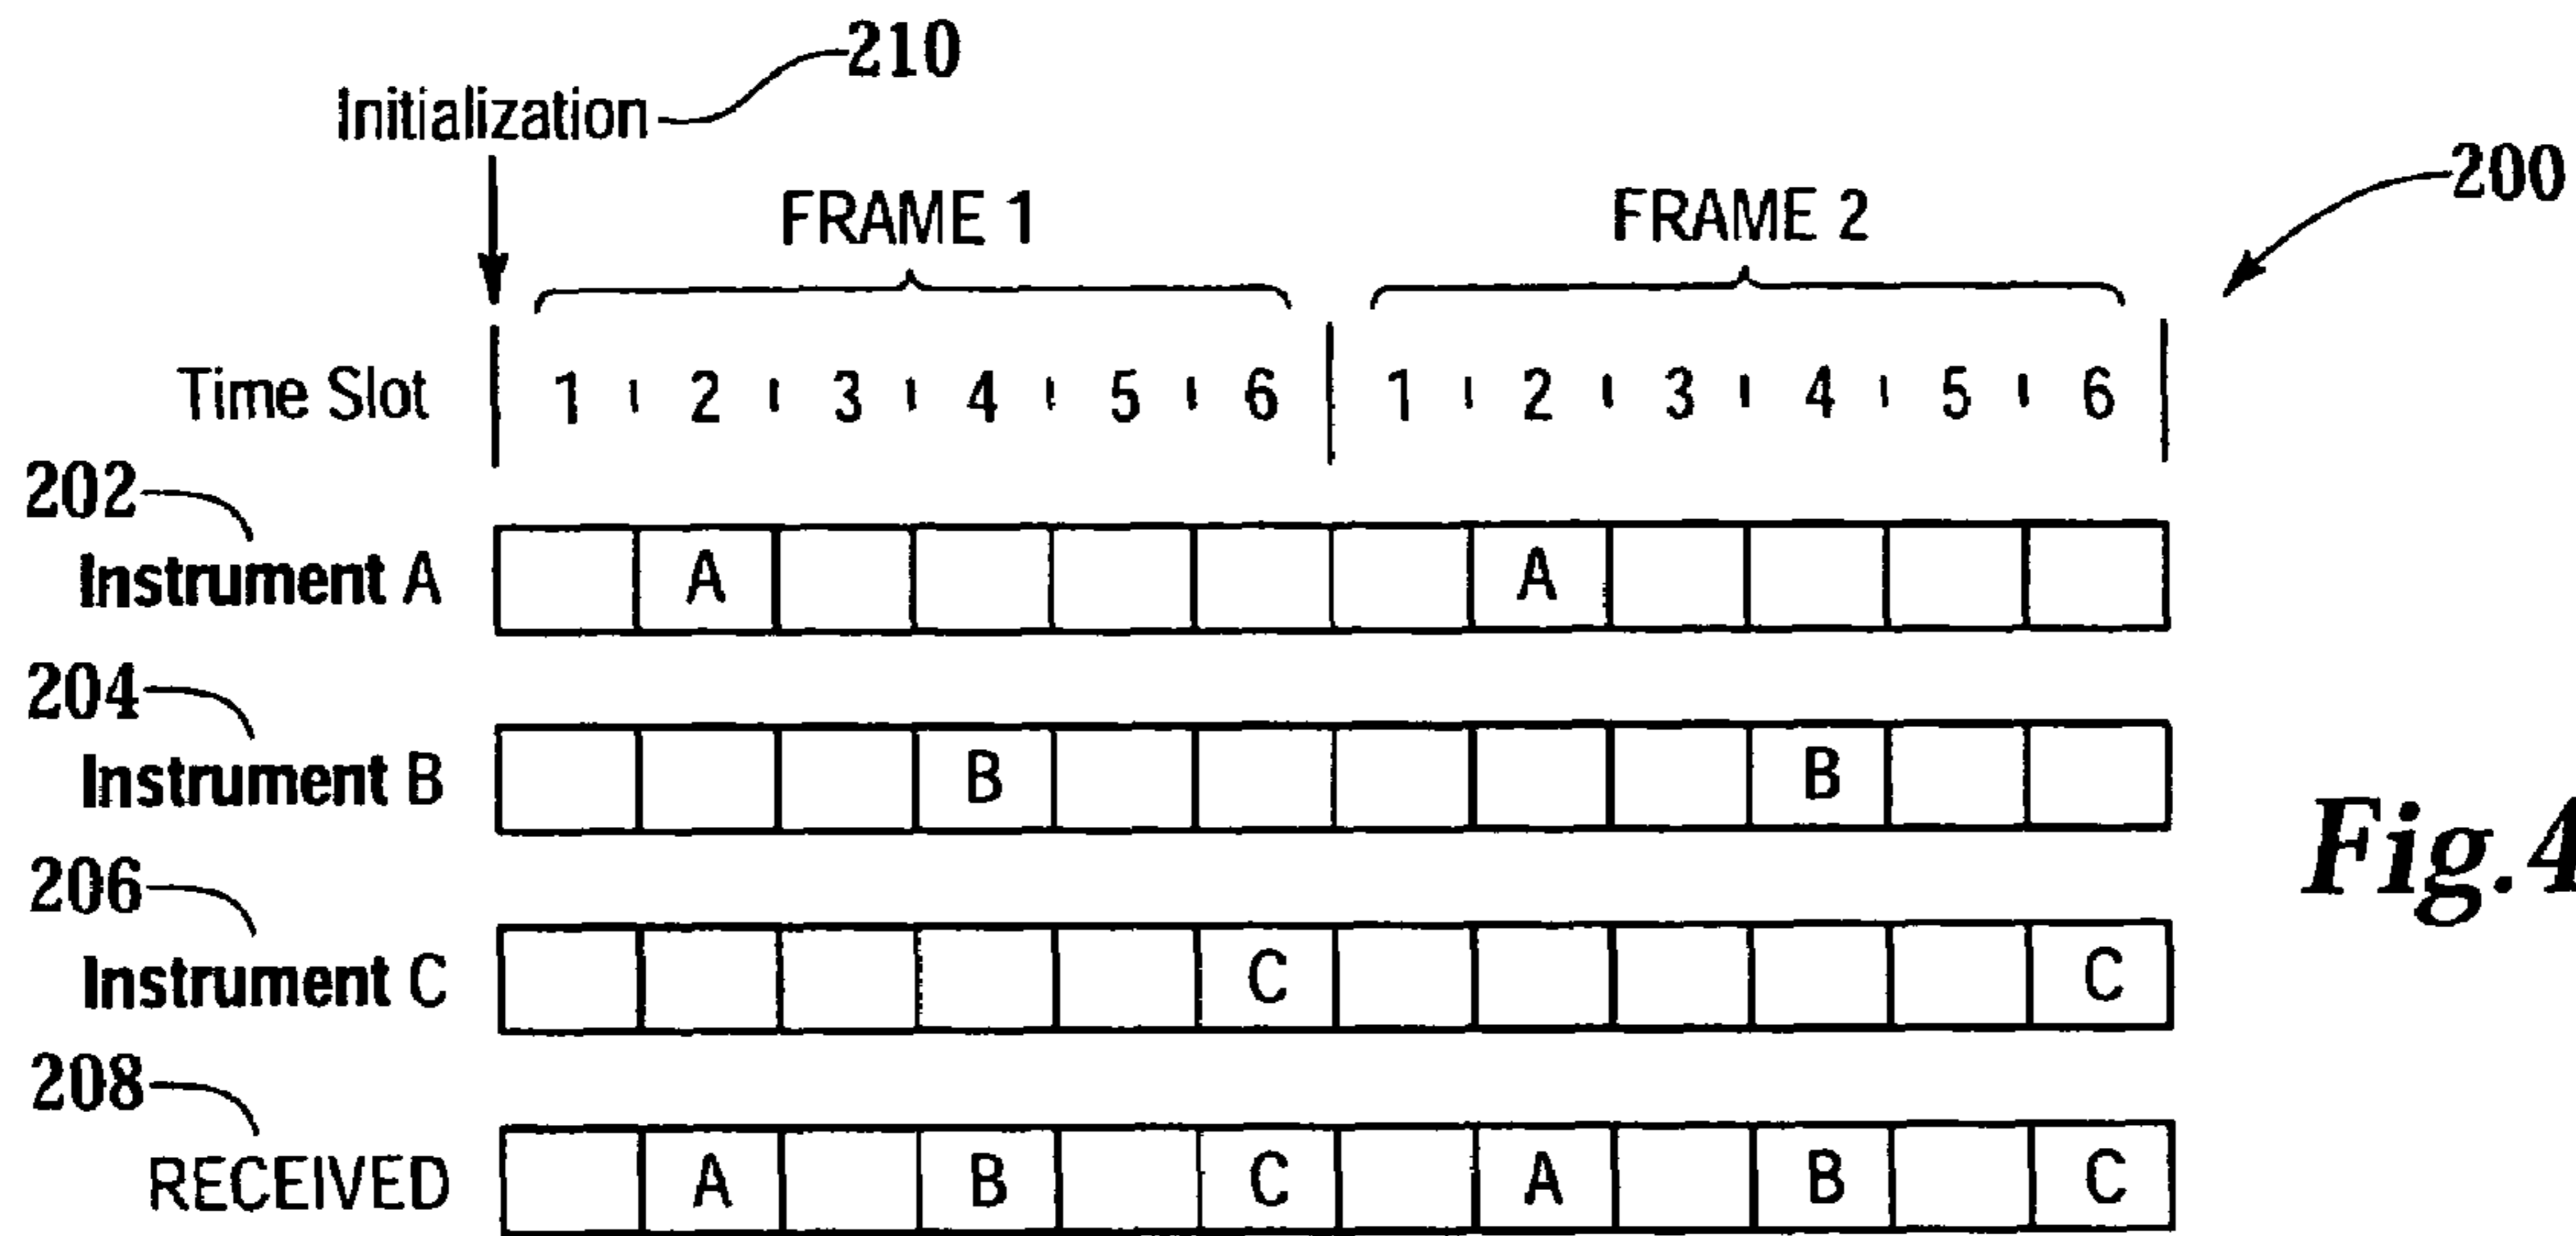 210
Initialization
200
FRAME 1 FRAME 2
Time Slot 1 2 3 4 5 6 1 2 3 4 5 6
202
Instrument A A A
204
Instrument B B B
Fig.4
206
Instrument C C C
208
RECEIVED A B C A B C